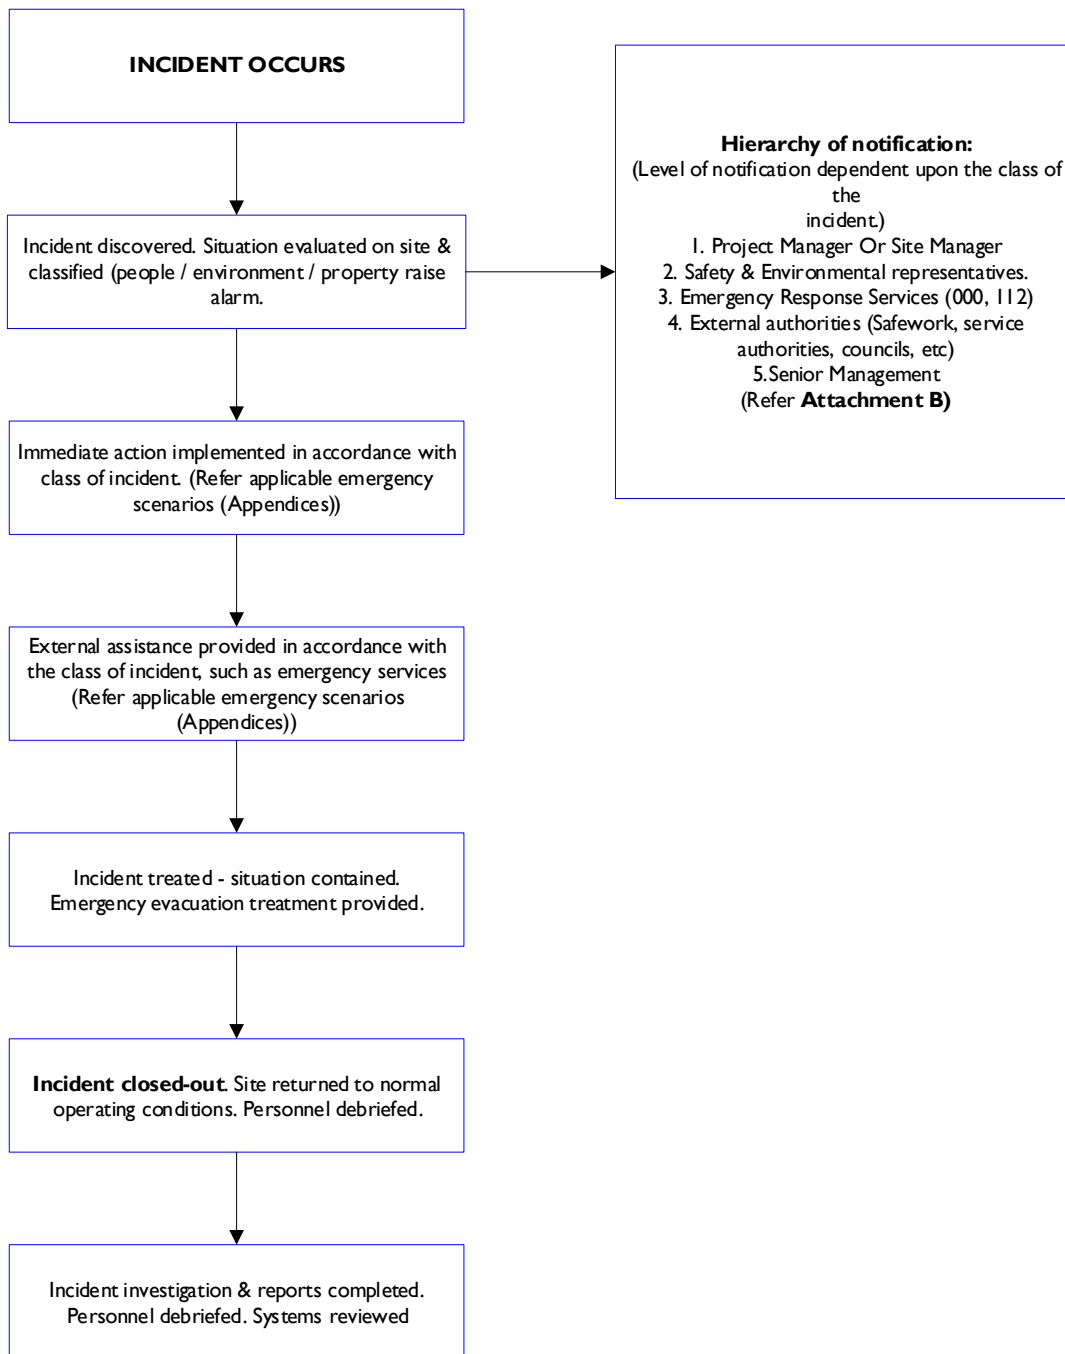 INCIDENT OCCURS
Hierarchy of notification:
(Level of notification dependent upon the class of
the
incident.)
1. Project Manager Or Site Manager
2. Safety & Environmental representatives.
3. Emergency Response Services (000, 112)
4. External authorities (Safework, service
authorities, councils, etc)
5.Senior Management
(Refer Attachment B)
Incident discovered. Situation evaluated on site &
classified (people / environment / property raise
alarm.
Immediate action implemented in accordance with
class of incident. (Refer applicable emergency
scenarios (Appendices))
External assistance provided in accordance with
the class of incident, such as emergency services
(Refer applicable emergency scenarios
(Appendices))
Incident treated - situation contained.
Emergency evacuation treatment provided.
Incident closed-out. Site returned to normal
operating conditions. Personnel debriefed.
Incident investigation & reports completed.
Personnel debriefed. Systems reviewed